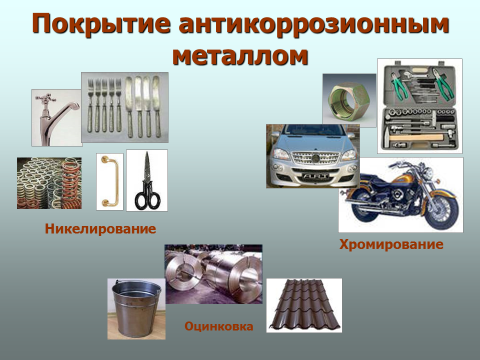 Покрытие антикоррозионным
металлом
Никелирование
Хромирование
Оцинковка